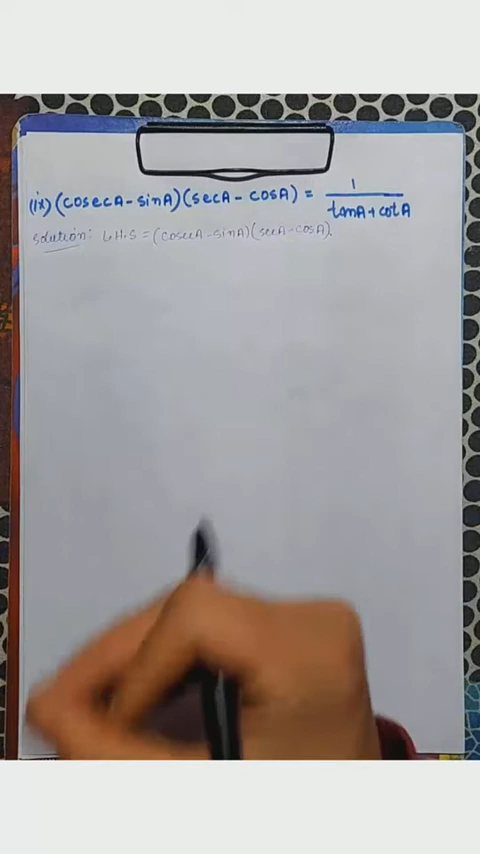 (ix) (cosecA - sinA) (secA - cosA) = 1 / tanA + cotA
Solution: L.H.S = (cosecA - sinA) (secA - cosA)